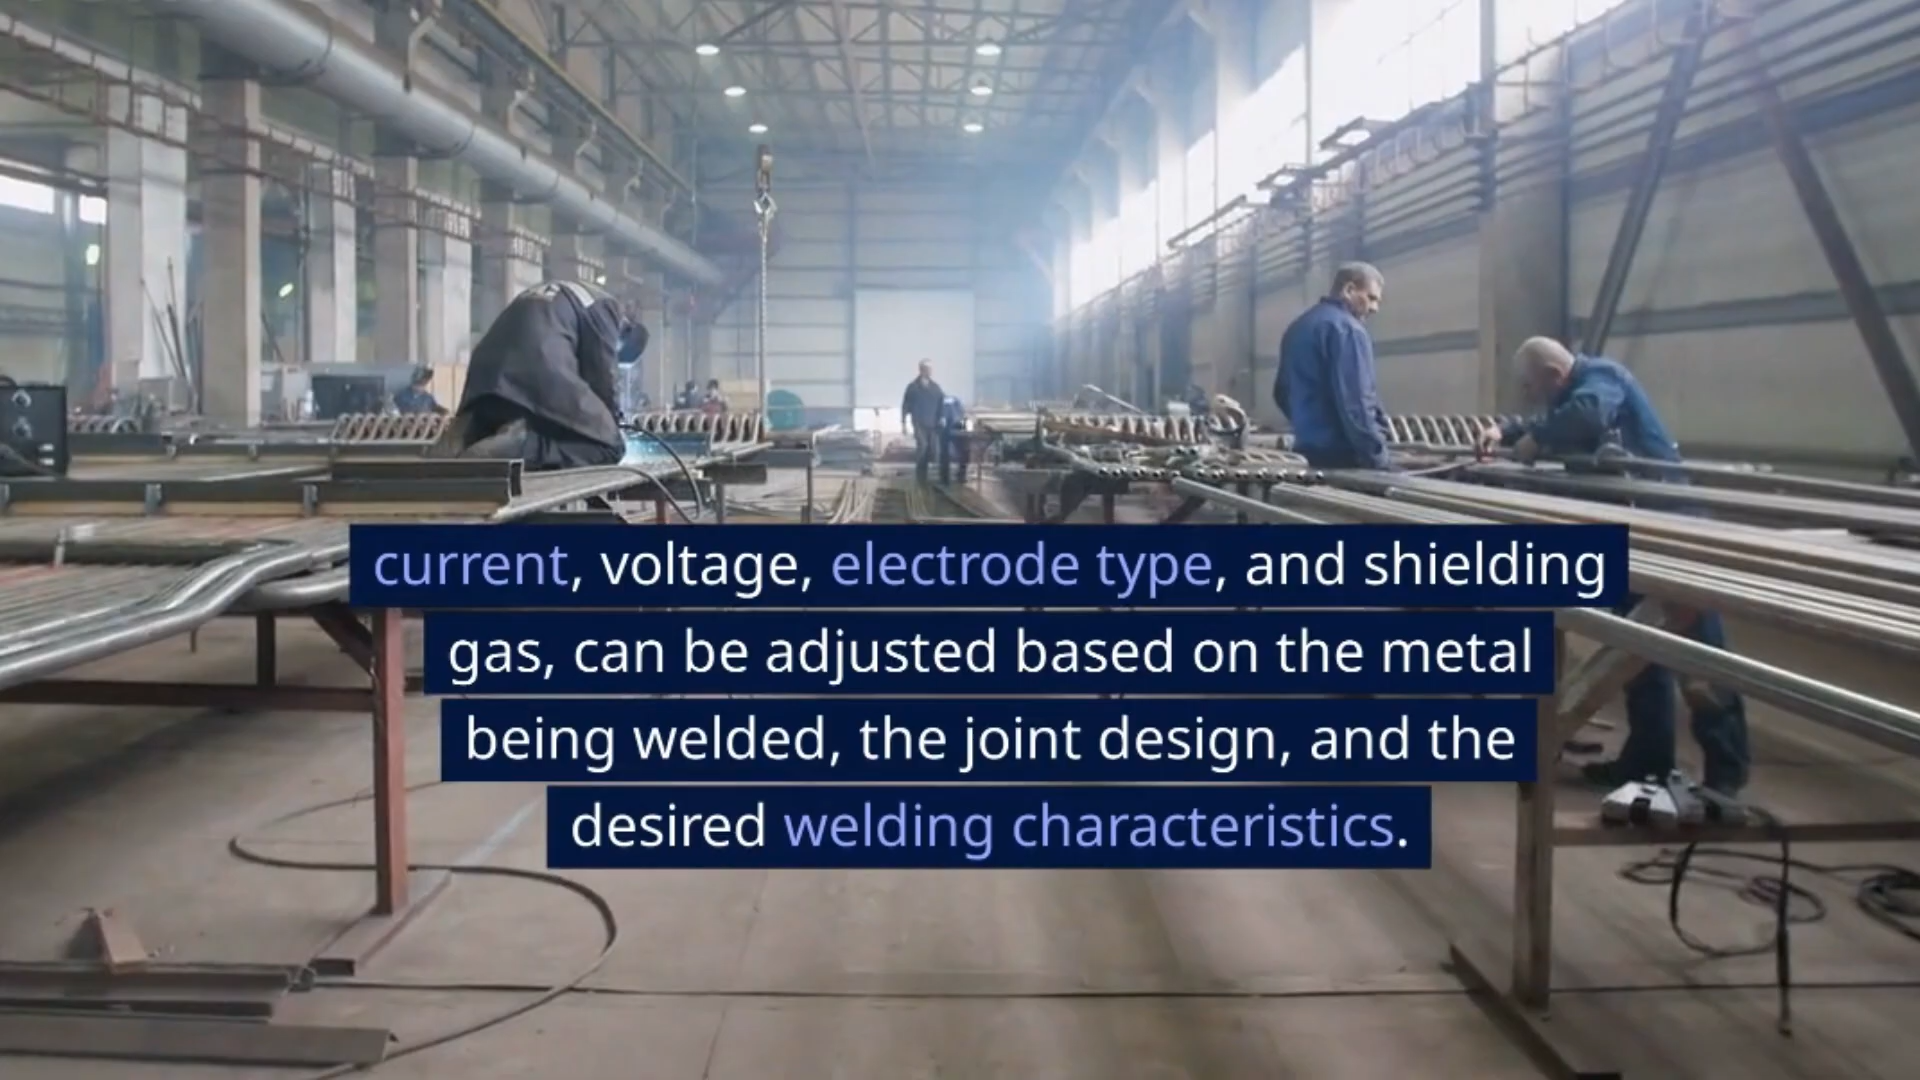 current, voltage, electrode type, and shielding
gas, can be adjusted based on the metal
being welded, the joint design, and the
desired welding characteristics.